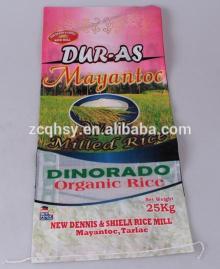 DUR-AS
Mayantoc
Milled Rice
DINORADO
Organic Rice
Net Weight
25Kg
NEW DENNIS & SHIELA RICE MILL
Mayantoc, Tarlac
zcqhsy.en.alibaba.com